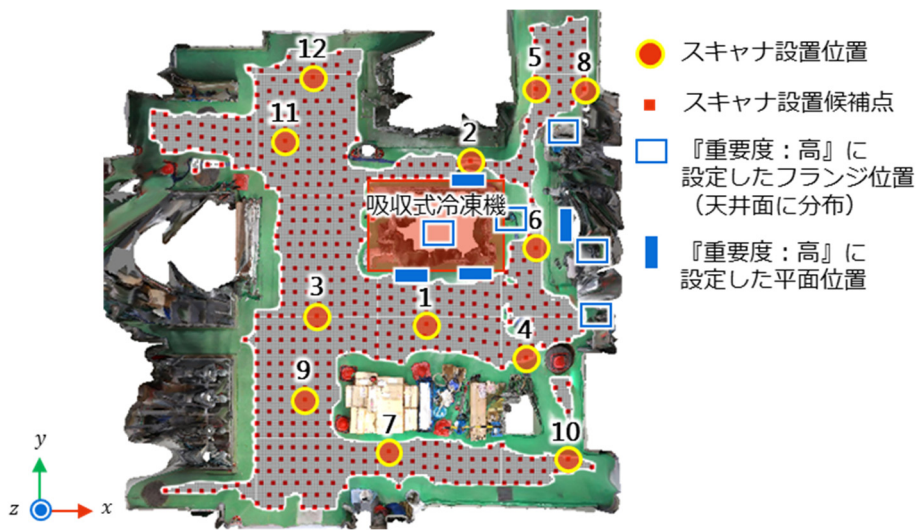 12
5
8
スキャナ設置位置
11
2
スキャナ設置候補点
『重要度：高』に
設定したフランジ位置
（天井面に分布）
吸収式冷凍機
6
『重要度：高』に
設定した平面位置
3
1
4
9
7
10
y
z
x